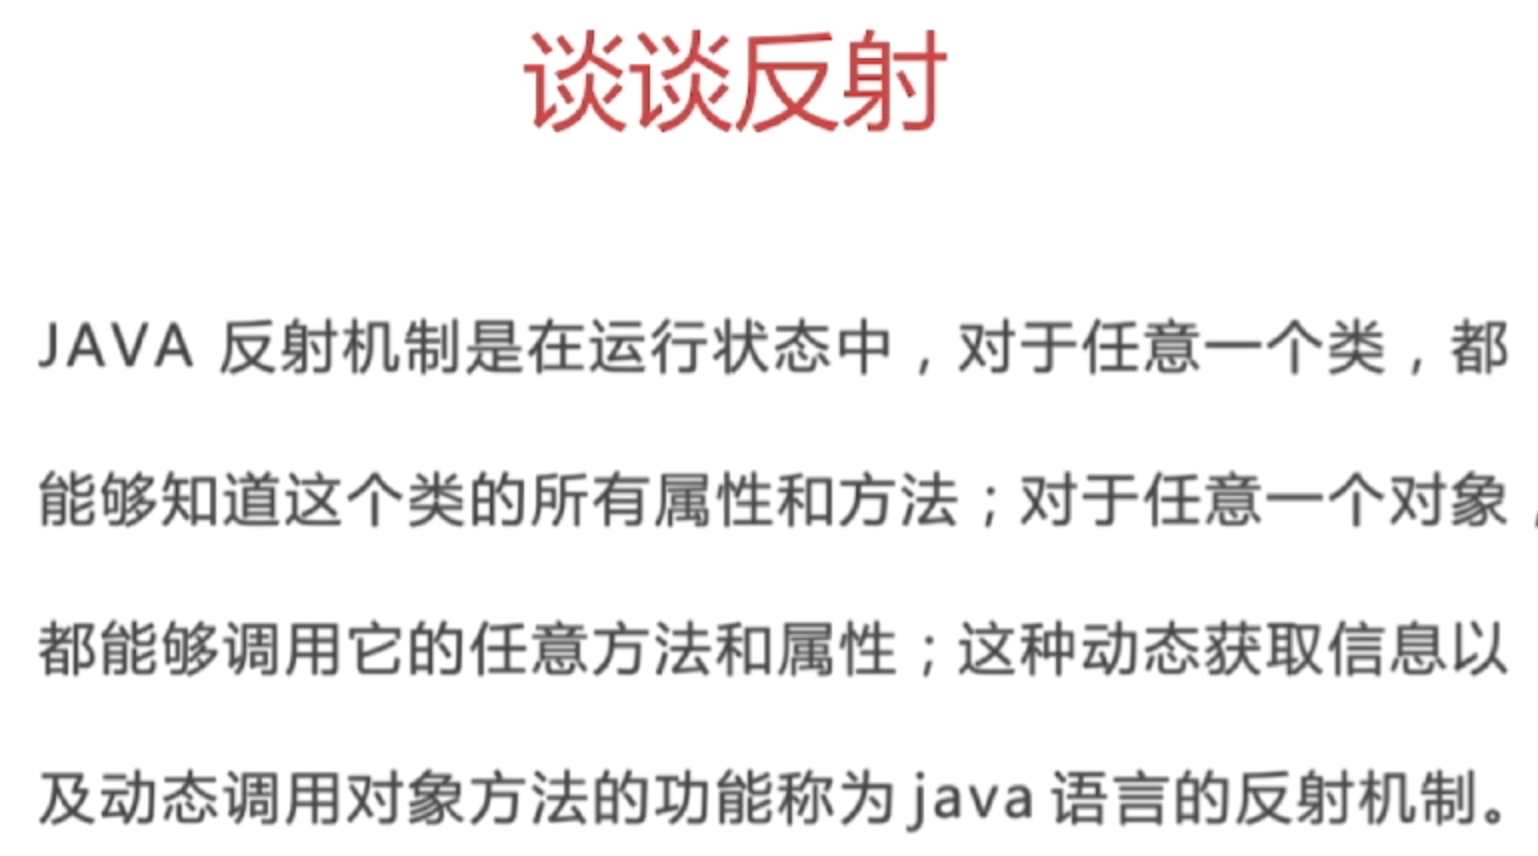 谈谈反射
JAVA 反射机制是在运行状态中，对于任意一个类，都
能够知道这个类的所有属性和方法；对于任意一个对象，
都能够调用它的任意方法和属性；这种动态获取信息以
及动态调用对象方法的功能称为java语言的反射机制。